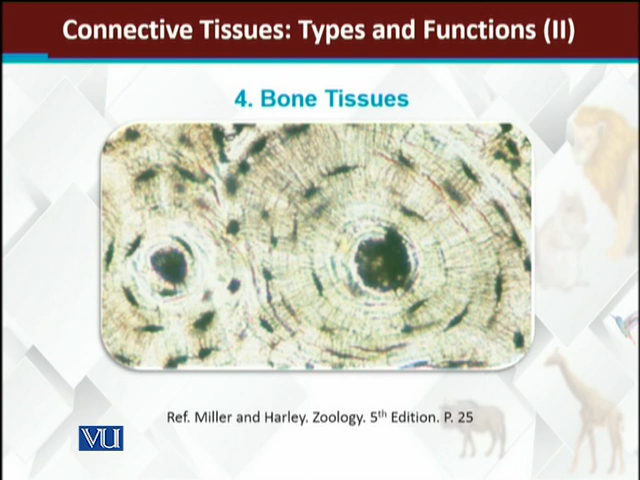 Connective Tissues: Types and Functions (II)
4. Bone Tissues
Ref. Miller and Harley. Zoology. 5th Edition. P. 25
VU